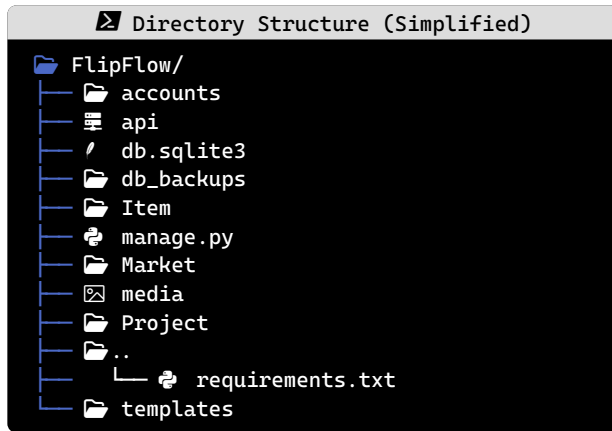 Directory Structure (Simplified)
FlipFlow/
accounts
api
db.sqlite3
db_backups
Item
manage.py
Market
media
Project
..
requirements.txt
templates